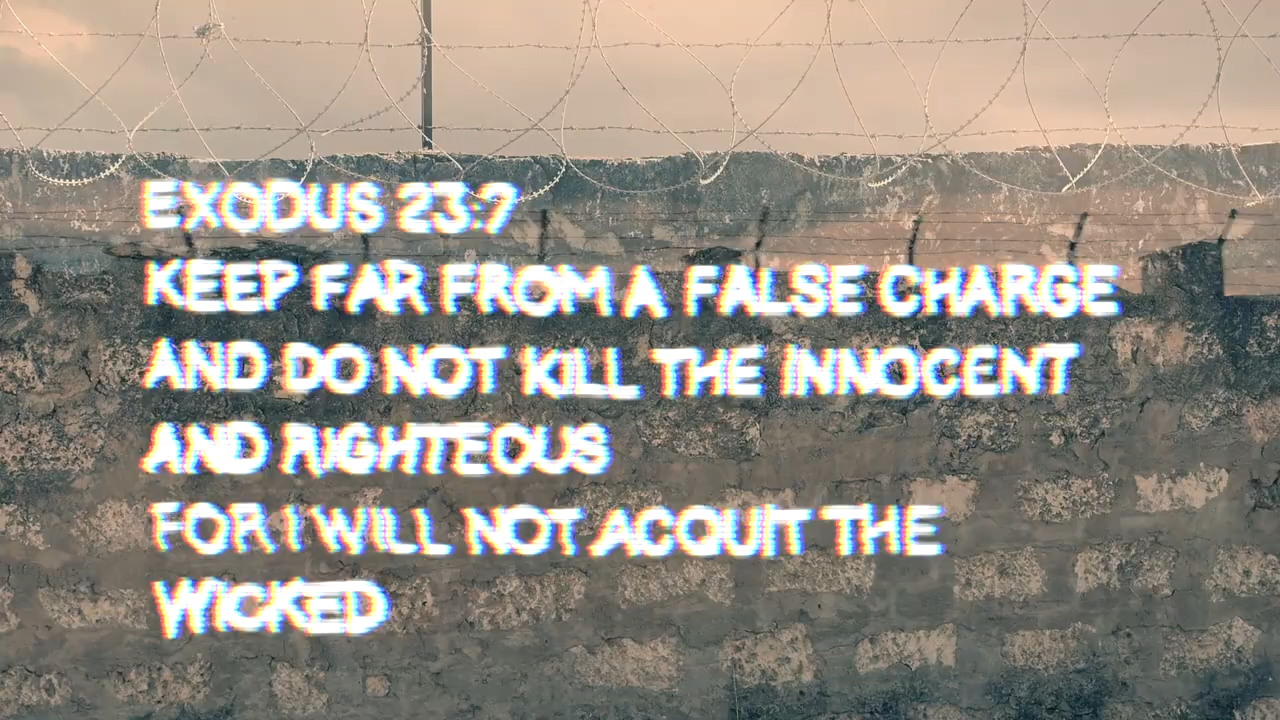 EXODUS 23:7
KEEP FAR FROM A FALSE CHARGE
AND DO NOT KILL THE INNOCENT
AND RIGHTEOUS
FOR I WILL NOT ACQUIT THE
WICKED